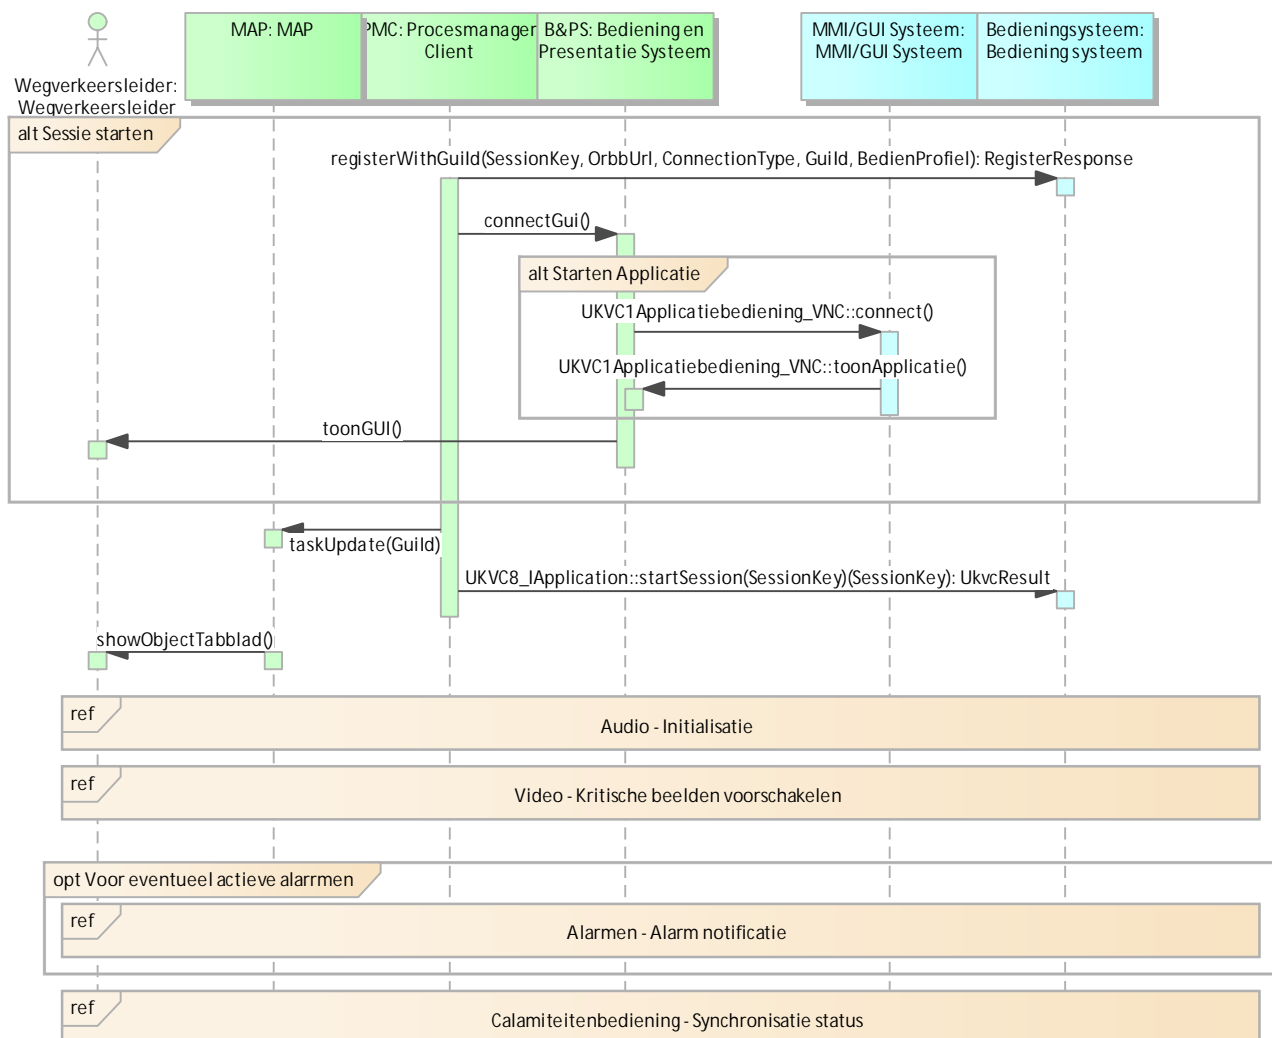 Wegverkeersleider:
Wegverkeersleider
MAP: MAP
PMC: Procesmanager
Client
B&PS: Bediening en
Presentatie Systeem
MMI/GUI Systeem:
MMI/GUI Systeem
Bedieningsysteem:
Bediening systeem
alt Sessie starten
registerWithGuiId(SessionKey, OrbbUrl, ConnectionType, GuiId, BedienProfiel): RegisterResponse
connectGui()
alt Starten Applicatie
UKVC1Applicatiebediening_VNC::connect()
UKVC1Applicatiebediening_VNC::toonApplicatie()
toonGUI()
taskUpdate(GuiId)
UKVC8_IApplication::startSession(SessionKey)(SessionKey): UkvcResult
showObjectTabblad()
ref
Audio - Initialisatie
ref
Video - Kritische beelden voorschakelen
opt Voor eventueel actieve alarrmen
ref
Alarmen - Alarm notificatie
ref
Calamiteitenbediening - Synchronisatie status